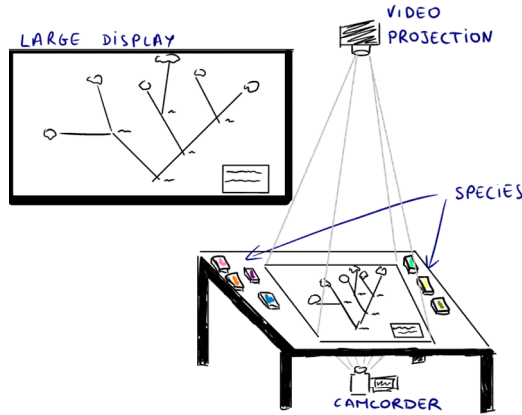 LARGE DISPLAY
VIDEO
PROJECTION
SPECIES
CAMCORDER